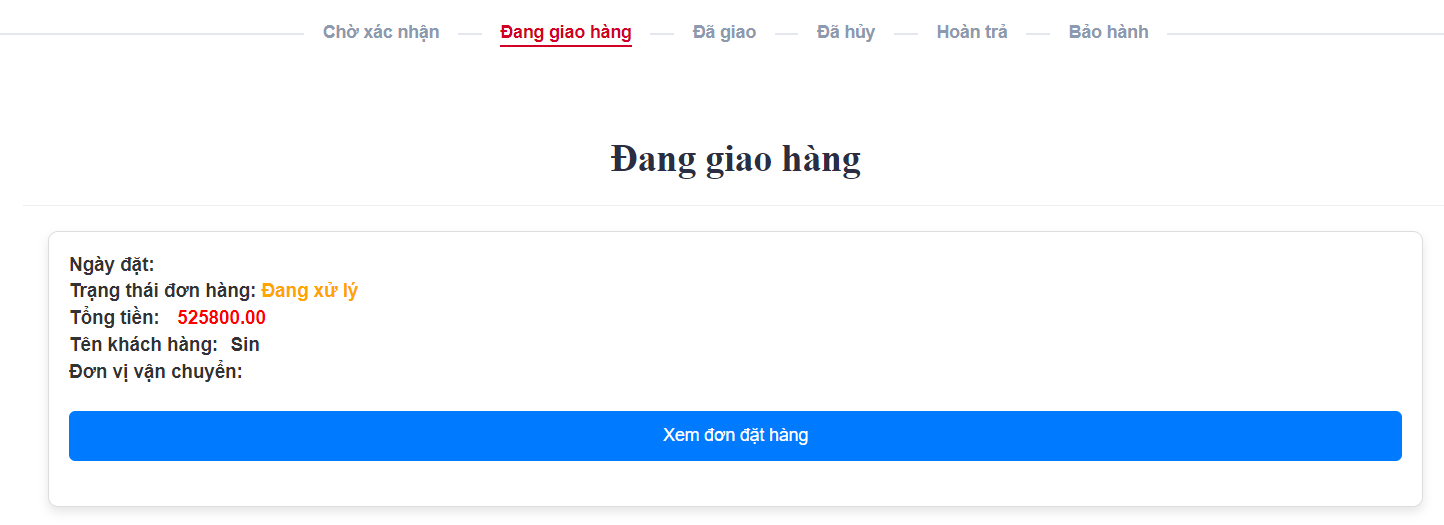 Chờ xác nhận Đang giao hàng Đã giao Đã hủy Hoàn trả Bảo hành
Đang giao hàng
Ngày đặt:
Trạng thái đơn hàng: Đang xử lý
Tổng tiền: 525800.00
Tên khách hàng: Sin
Đơn vị vận chuyển:
Xem đơn đặt hàng